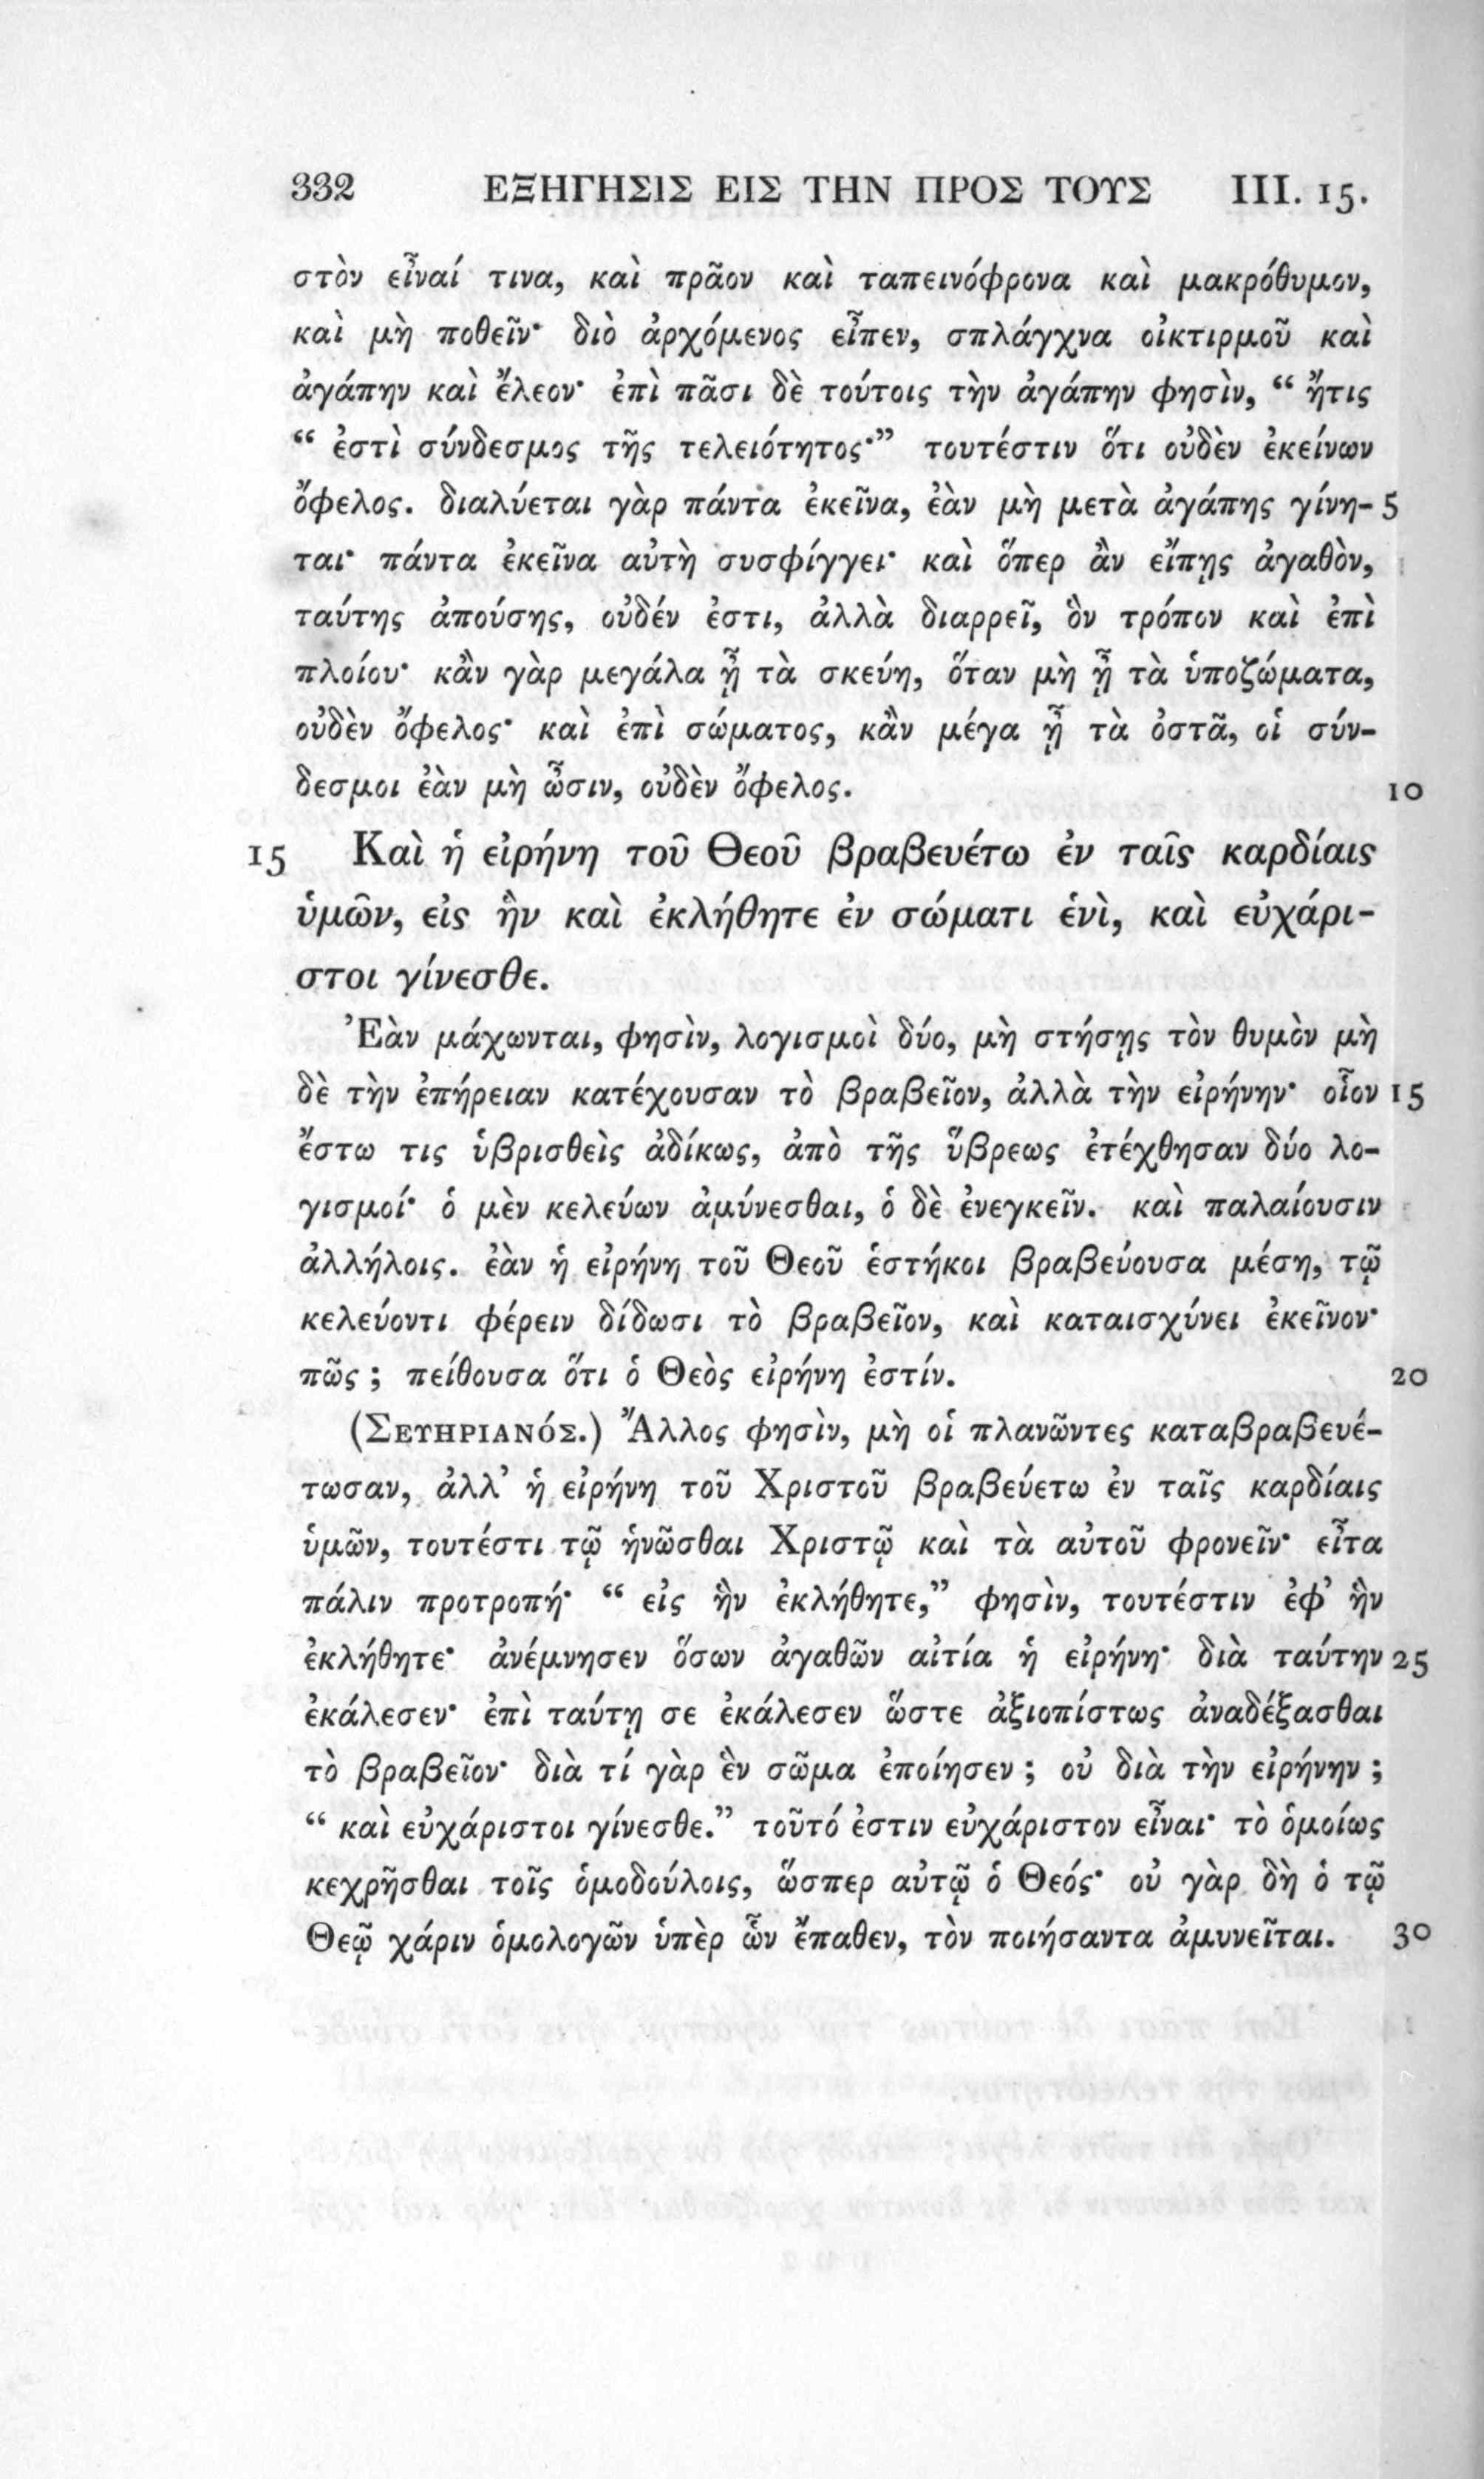 332 ΕΞΗΓΗΣΙΣ ΕΙΣ ΤΗΝ ΠΡΟΣ ΤΟΥΣ III. 15.
στὸν εἶναί τινα, καὶ πρᾶον καὶ ταπεινόφρονα καὶ μακρόθυμον,
καὶ μὴ ποθεῖν· διὸ ἀρχόμενος εἶπεν, σπλάγχνα οἰκτιρμοῦ καὶ
ἀγάπην καὶ ἔλεον· ἐπὶ πᾶσι δὲ τούτοις τὴν ἀγάπην φησὶν, “ ἥτις
“ ἐστὶ σύνδεσμος τῆς τελειότητος·” τουτέστιν ὅτι οὐδὲν ἐκείνων
ὄφελος. διαλύεται γὰρ πάντα ἐκεῖνα, ἐὰν μὴ μετὰ ἀγάπης γίνη- 5
ται· πάντα ἐκεῖνα αὐτὴ συσφίγγει· καὶ ὅπερ ἂν εἴπῃς ἀγαθὸν,
ταύτης ἀπούσης, οὐδέν ἐστι, ἀλλὰ διαρρεῖ, ὃν τρόπον καὶ ἐπὶ
πλοίου· κἂν γὰρ μεγάλα ᾖ τὰ σκεύη, ὅταν μὴ ᾖ τὰ ὑποζώματα,
οὐδὲν ὄφελος· καὶ ἐπὶ σώματος, κἂν μέγα ᾖ τὰ ὀστᾶ, οἱ σύν-
δεσμοι ἐὰν μὴ ὦσιν, οὐδὲν ὄφελος. 10
15 Καὶ ἡ εἰρήνη τοῦ Θεοῦ βραβευέτω ἐν ταῖς καρδίαις
ὑμῶν, εἰς ἣν καὶ ἐκλήθητε ἐν σώματι ἑνὶ, καὶ εὐχάρι-
στοι γίνεσθε.
Ἐὰν μάχωνται, φησὶν, λογισμοὶ δύο, μὴ στήσῃς τὸν θυμὸν μὴ
δὲ τὴν ἐπήρειαν κατέχουσαν τὸ βραβεῖον, ἀλλὰ τὴν εἰρήνην· οἷον 15
ἔστω τις ὑβρισθεὶς ἀδίκως, ἀπὸ τῆς ὕβρεως ἐτέχθησαν δύο λο-
γισμοί· ὁ μὲν κελεύων ἀμύνεσθαι, ὁ δὲ ἐνεγκεῖν. καὶ παλαίουσιν
ἀλλήλοις. ἐὰν ἡ εἰρήνη τοῦ Θεοῦ ἑστήκοι βραβεύουσα μέση, τῷ
κελεύοντι φέρειν δίδωσι τὸ βραβεῖον, καὶ καταισχύνει ἐκεῖνον·
πῶς ; πείθουσα ὅτι ὁ Θεὸς εἰρήνη ἐστίν. 20
(ΣΕΥΗΡΙΑΝΌΣ.) Ἄλλος φησὶν, μὴ οἱ πλανῶντες καταβραβευέ-
τωσαν, ἀλλ’ ἡ εἰρήνη τοῦ Χριστοῦ βραβεύετω ἐν ταῖς καρδίαις
ὑμῶν, τουτέστι τῷ ἡνῶσθαι Χριστῷ καὶ τὰ αὐτοῦ φρονεῖν· εἶτα
πάλιν προτροπή· “ εἰς ἣν ἐκλήθητε,” φησὶν, τουτέστιν ἐφ’ ἣν
ἐκλήθητε· ἀνέμνησεν ὅσων ἀγαθῶν αἰτία ἡ εἰρήνη· διὰ ταύτην 25
ἐκάλεσεν· ἐπὶ ταύτῃ σε ἐκάλεσεν ὥστε ἀξιοπίστως ἀναδέξασθαι
τὸ βραβεῖον· διὰ τί γὰρ ἓν σῶμα ἐποίησεν ; οὐ διὰ τὴν εἰρήνην ;
“ καὶ εὐχάριστοι γίνεσθε.” τοῦτό ἐστιν εὐχάριστον εἶναι· τὸ ὁμοίως
κεχρῆσθαι τοῖς ὁμοδούλοις, ὥσπερ αὐτῷ ὁ Θεός· οὐ γὰρ δὴ ὁ τῷ
Θεῷ χάριν ὁμολογῶν ὑπὲρ ὧν ἔπαθεν, τὸν ποιήσαντα ἀμυνεῖται. 30